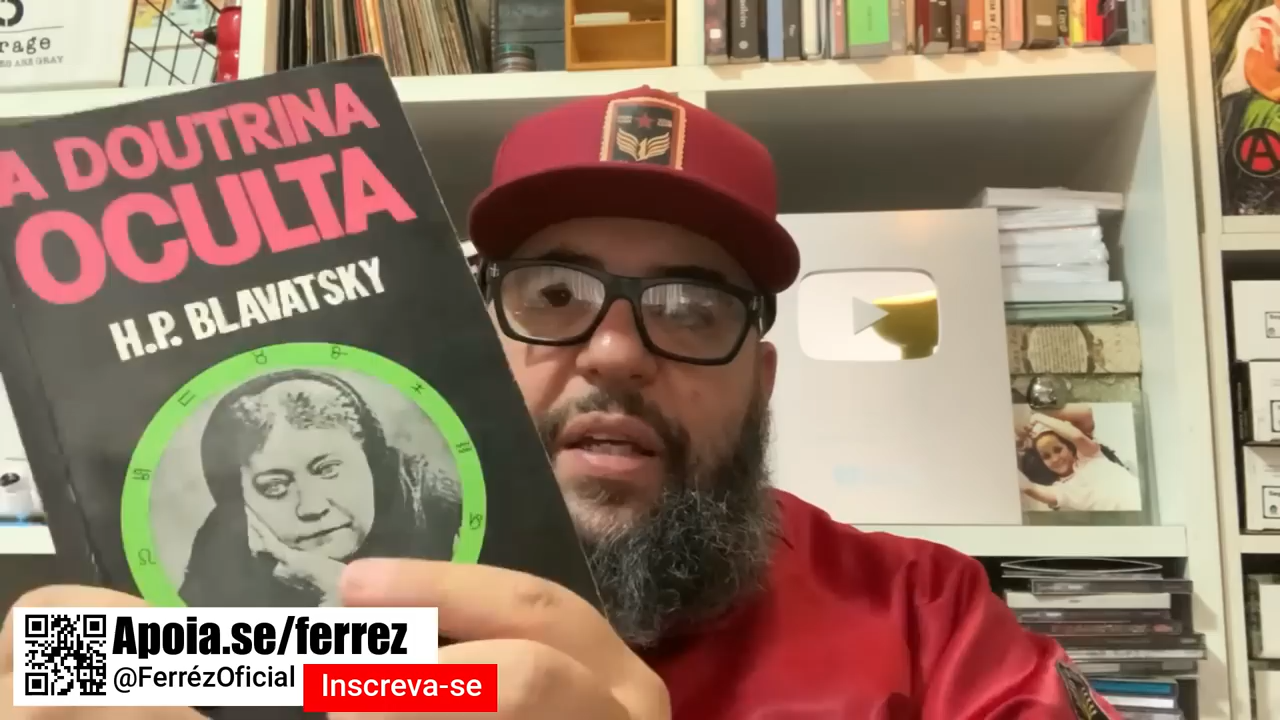 rage
A DOUTRINA
OCULTA
H.P. BLAVATSKY
Apoia.se/ferrez
@FerrézOficial
Inscreva-se